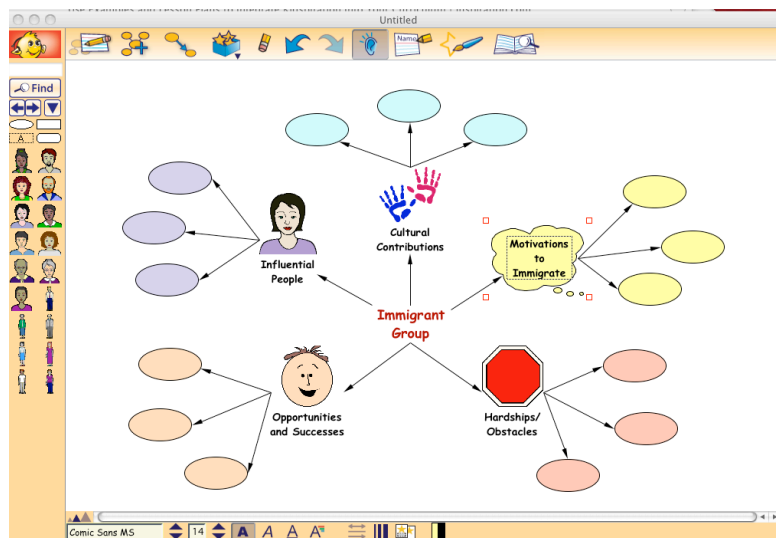 Untitled
Name
Find
A
Cultural
Contributions
Motivations
to
Immigrate
Influential
People
Immigrant
Group
Opportunities
and Successes
Hardships/
Obstacles
Comic Sans MS
14
A A A A